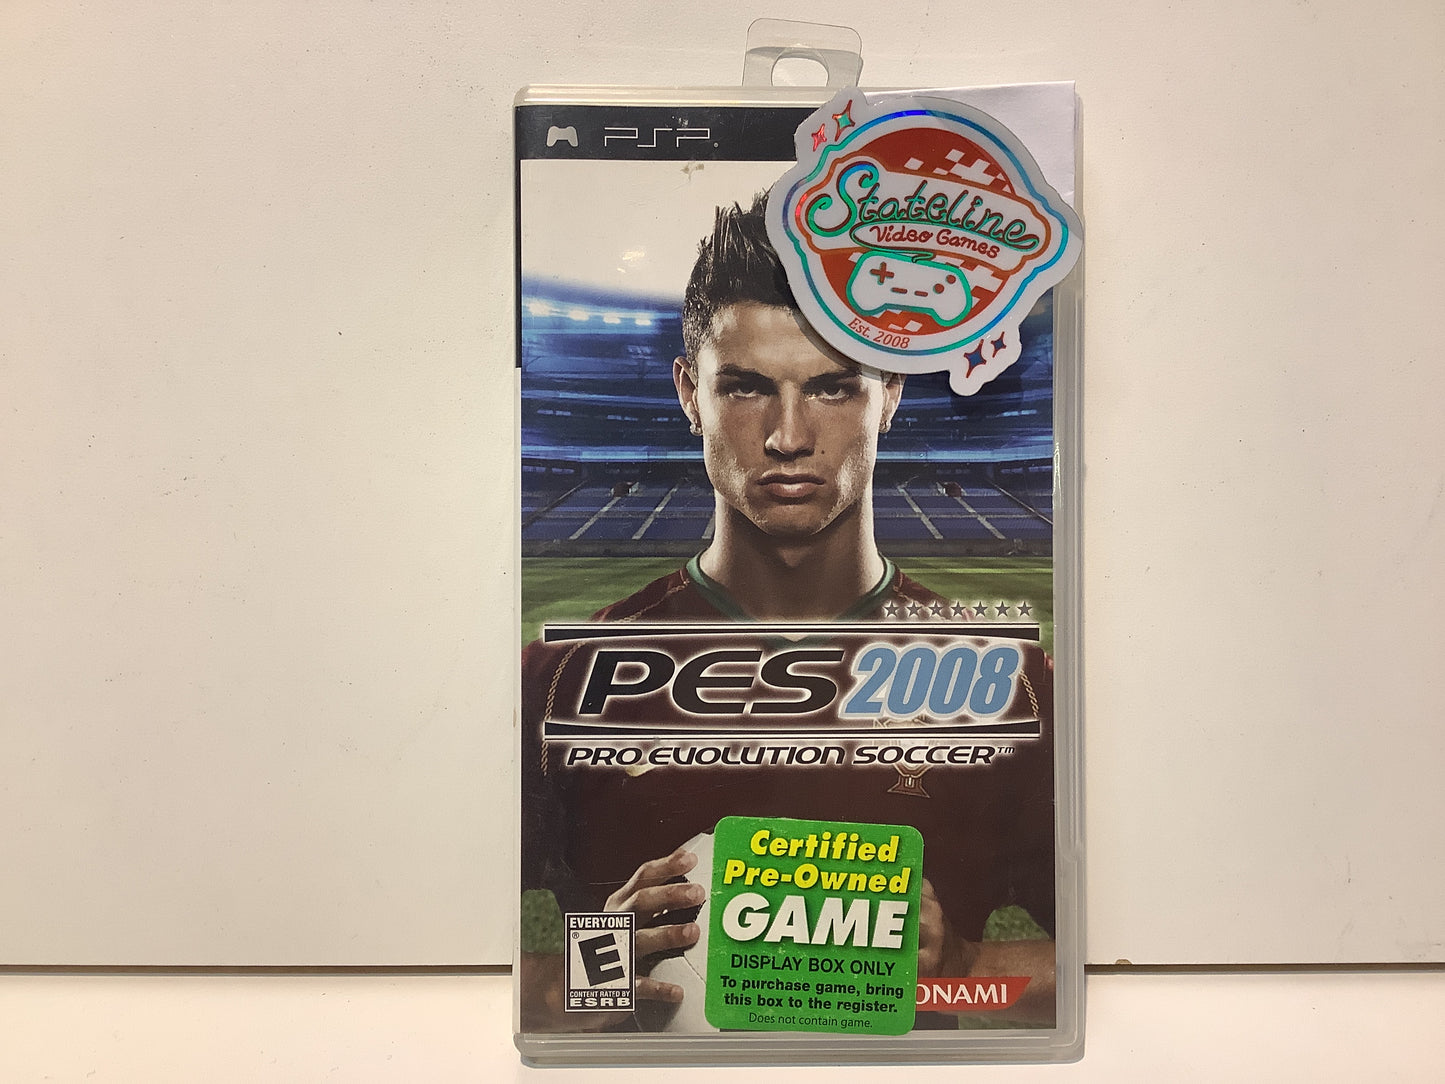 PSP
Stateline
Video Games
Est. 2008
PES 2008
PRO EVOLUTION SOCCER™
Certified
Pre-Owned
GAME
DISPLAY BOX ONLY
To purchase game, bring
this box to the register.
Does not contain game.
EVERYONE
E
®
CONTENT RATED BY
ESRB
ONAMI